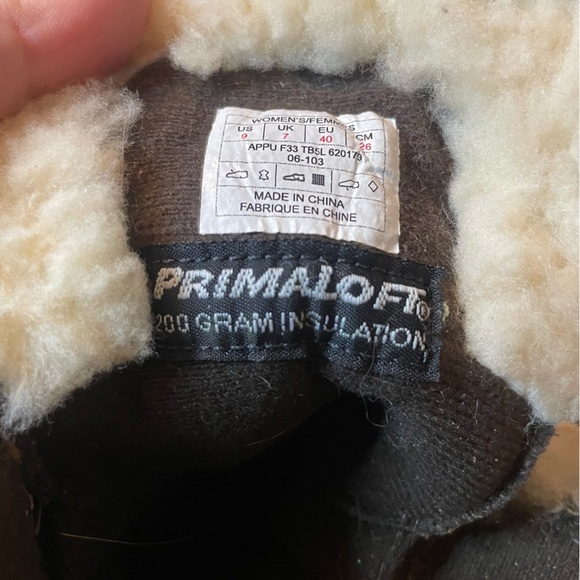 WOMEN'S/FEMMES
US UK EU CM
9 7 40 26
APPU F33 TB5L 620179
06-103
MADE IN CHINA
FABRIQUE EN CHINE
PRIMALOFT®
200 GRAM INSULATION